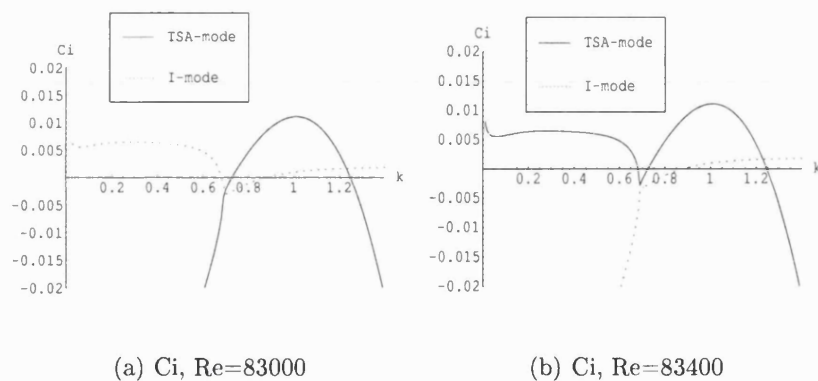 TSA-mode
I-mode
Ci
0.02
0.015
0.01
0.005
-0.005
-0.01
-0.015
-0.02
0.2 0.4 0.6 0.8 1 1.2 k
TSA-mode
I-mode
Ci
0.02
0.015
0.01
0.005
-0.005
-0.01
-0.015
-0.02
0.2 0.4 0.6 0.8 1 1.2 k
(a) Ci, Re=83000
(b) Ci, Re=83400